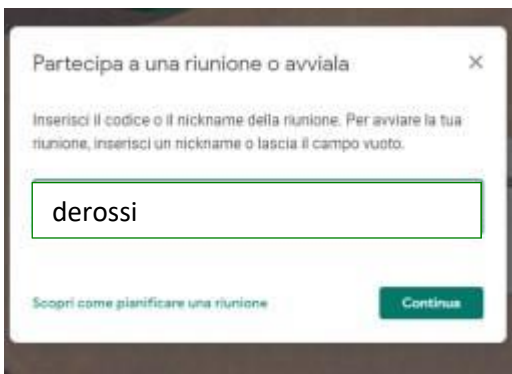 Partecipa a una riunione o avviala
Inserisci il codice o il nickname della riunione. Per avviare la tua
riunione, inserisci un nickname o lascia il campo vuoto.
derossi
Scopri come pianificare una riunione
Continua